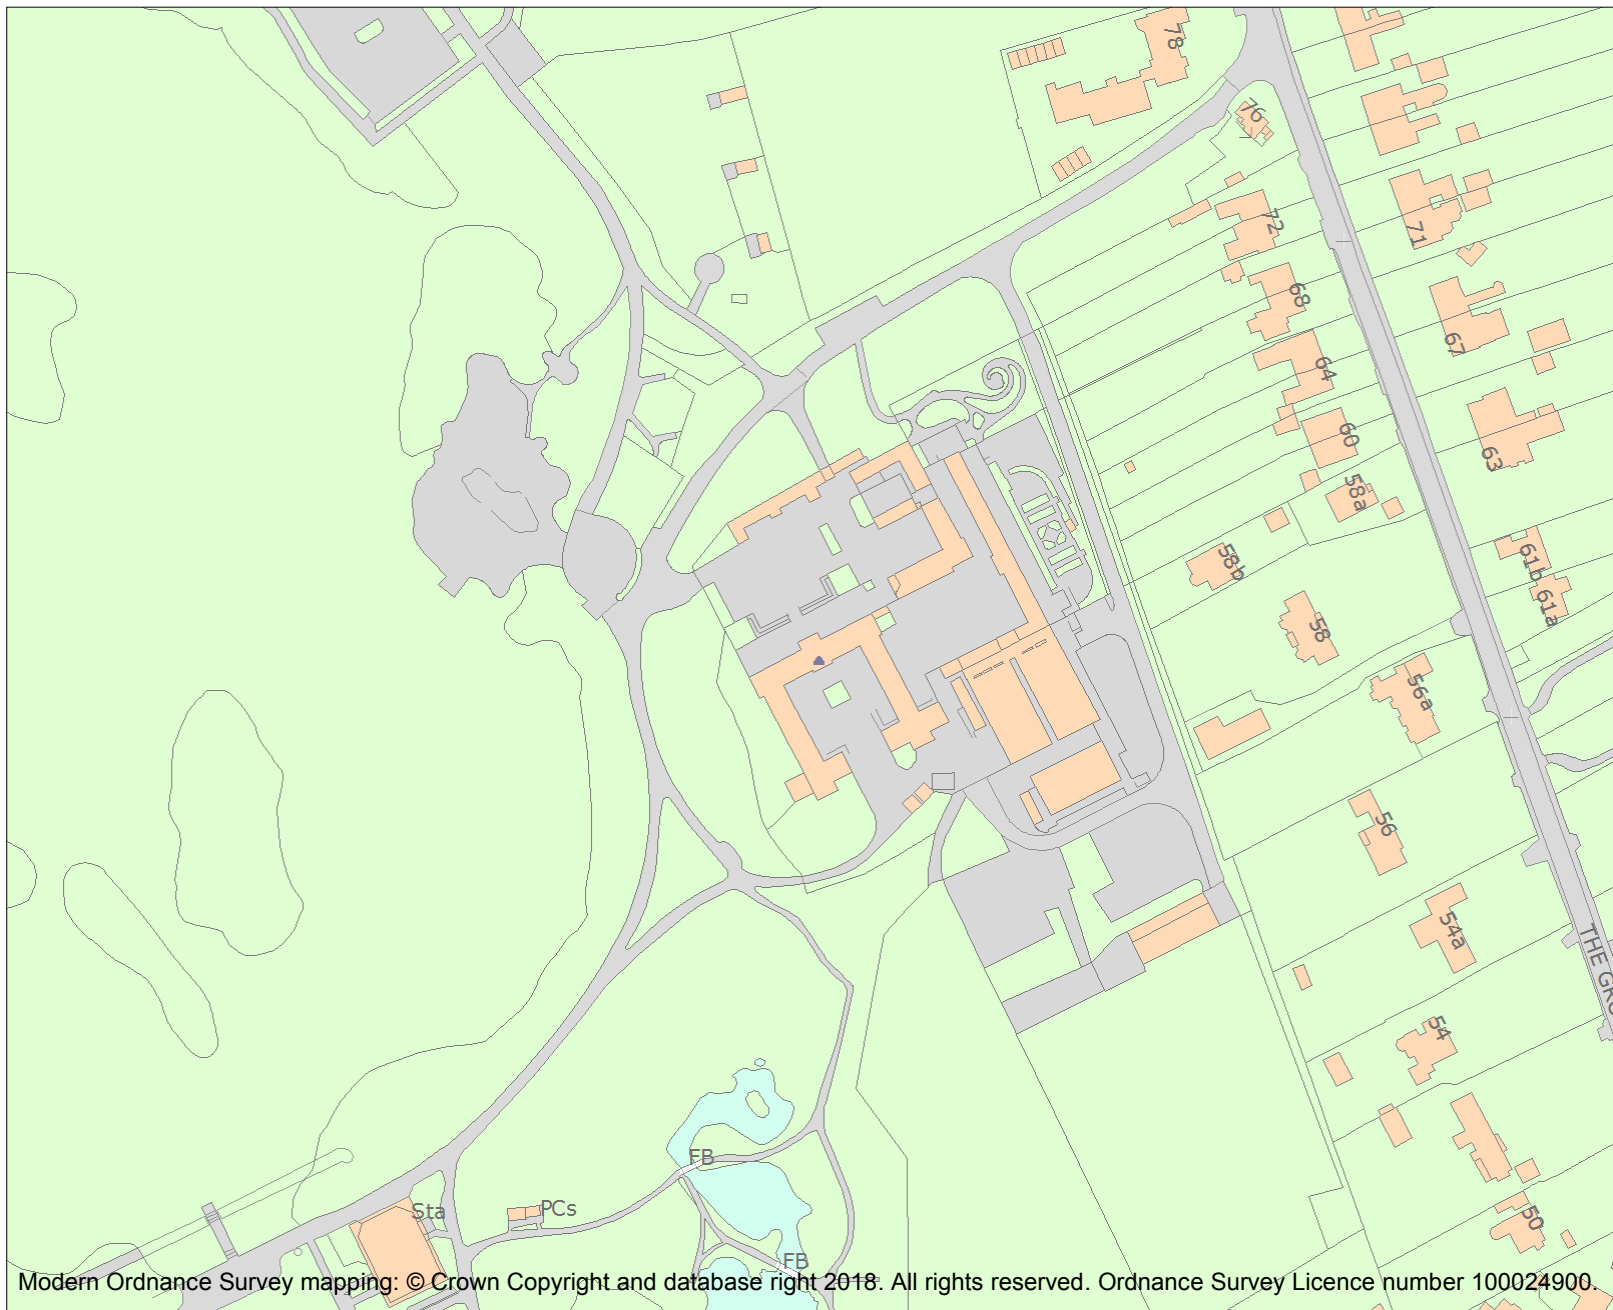 78
76
72
71
68
67
64
60
63
58a
61b
58b
61a
58
56a
56
54a
THE GRO
54
FB
Sta
PCs
50
FB
Modern Ordnance Survey mapping: © Crown Copyright and database right 2018. All rights reserved. Ordnance Survey Licence number 100024900.